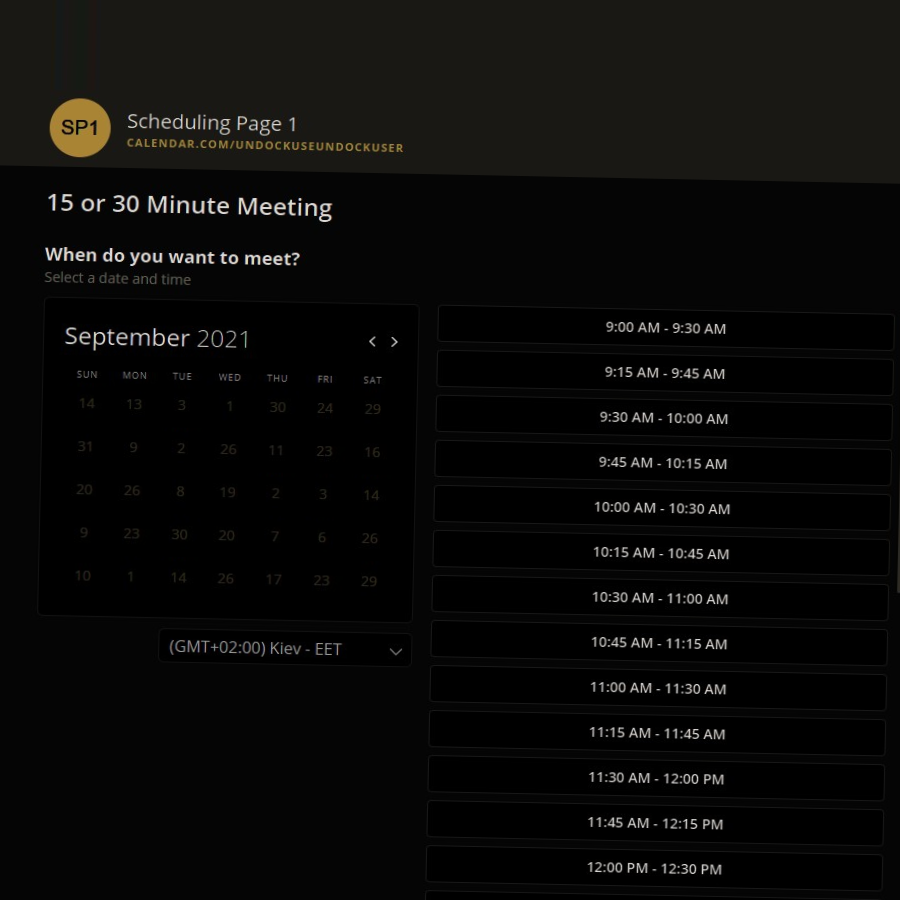 SP1
Scheduling Page 1
CALENDAR.COM/UNDOCKUSEUNDOCKUSER
15 or 30 Minute Meeting
When do you want to meet?
Select a date and time
September 2021
SUN MON TUE WED THU FRI SAT
14 13 3 1 30 24 29
31 9 2 26 11 23 16
20 26 8 19 2 3 14
9 23 30 20 7 6 26
10 1 14 26 17 23 29
(GMT+02:00) Kiev - EET
9:00 AM - 9:30 AM
9:15 AM - 9:45 AM
9:30 AM - 10:00 AM
9:45 AM - 10:15 AM
10:00 AM - 10:30 AM
10:15 AM - 10:45 AM
10:30 AM - 11:00 AM
10:45 AM - 11:15 AM
11:00 AM - 11:30 AM
11:15 AM - 11:45 AM
11:30 AM - 12:00 PM
11:45 AM - 12:15 PM
12:00 PM - 12:30 PM